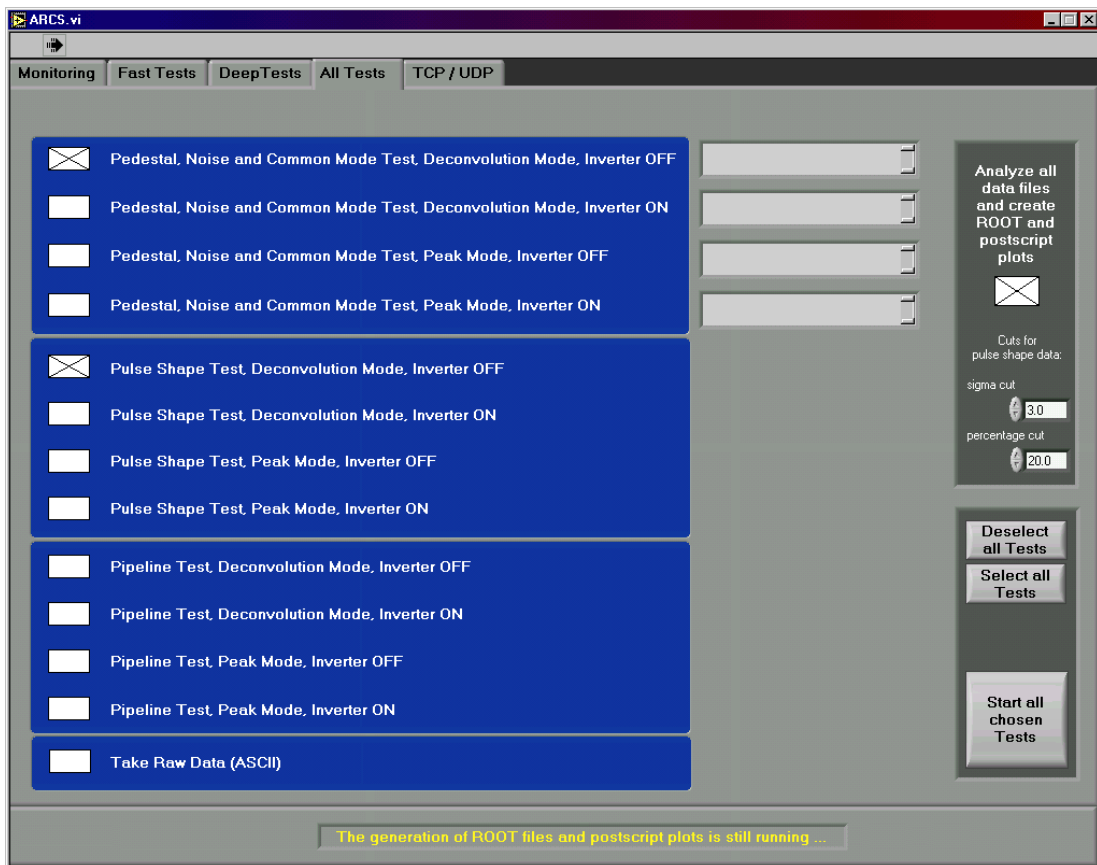 ARCS.vi
Monitoring
Fast Tests
DeepTests
All Tests
TCP / UDP
Pedestal, Noise and Common Mode Test, Deconvolution Mode, Inverter OFF
Pedestal, Noise and Common Mode Test, Deconvolution Mode, Inverter ON
Pedestal, Noise and Common Mode Test, Peak Mode, Inverter OFF
Pedestal, Noise and Common Mode Test, Peak Mode, Inverter ON
Pulse Shape Test, Deconvolution Mode, Inverter OFF
Pulse Shape Test, Deconvolution Mode, Inverter ON
Pulse Shape Test, Peak Mode, Inverter OFF
Pulse Shape Test, Peak Mode, Inverter ON
Pipeline Test, Deconvolution Mode, Inverter OFF
Pipeline Test, Deconvolution Mode, Inverter ON
Pipeline Test, Peak Mode, Inverter OFF
Pipeline Test, Peak Mode, Inverter ON
Take Raw Data (ASCII)
Analyze all
data files
and create
ROOT and
postscript
plots
Cuts for
pulse shape data:
sigma cut
3.0
percentage cut
20.0
Deselect
all Tests
Select all
Tests
Start all
chosen
Tests
The generation of ROOT files and postscript plots is still running ...